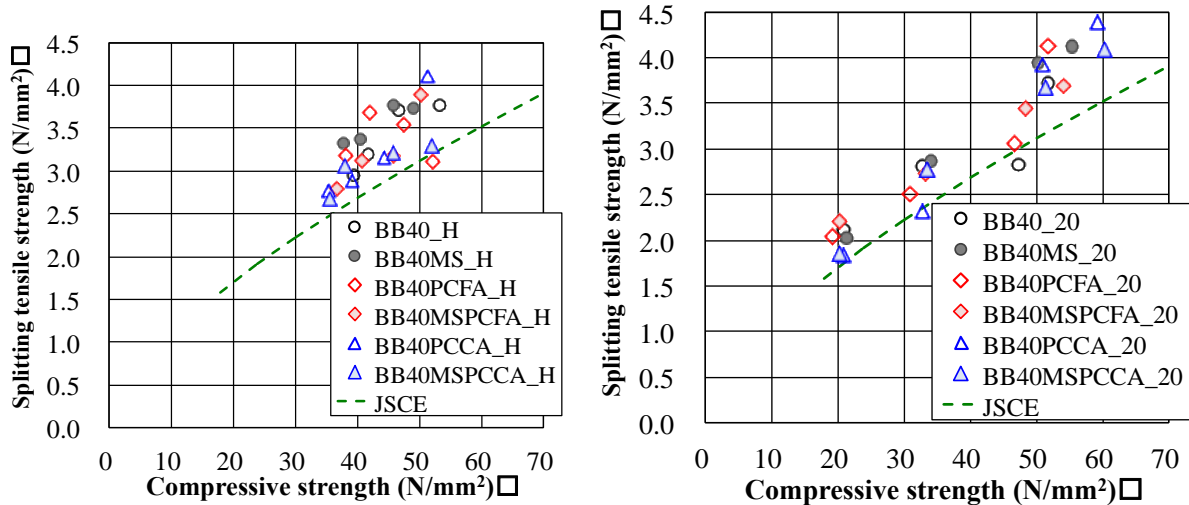 4.5
4.0
3.5
3.0
2.5
2.0
1.5
1.0
0.5
0.0
Splitting tensile strength (N/mm²)□
BB40_H
BB40MS_H
BB40PCFA_H
BB40MSPCFA_H
BB40PCCA_H
BB40MSPCCA_H
JSCE
0 10 20 30 40 50 60 70
Compressive strength (N/mm²)□
4.5
4.0
3.5
3.0
2.5
2.0
1.5
1.0
0.5
0.0
Splitting tensile strength (N/mm²)□
BB40_20
BB40MS_20
BB40PCFA_20
BB40MSPCFA_20
BB40PCCA_20
BB40MSPCCA_20
JSCE
0 10 20 30 40 50 60 70
Compressive strength (N/mm²)□